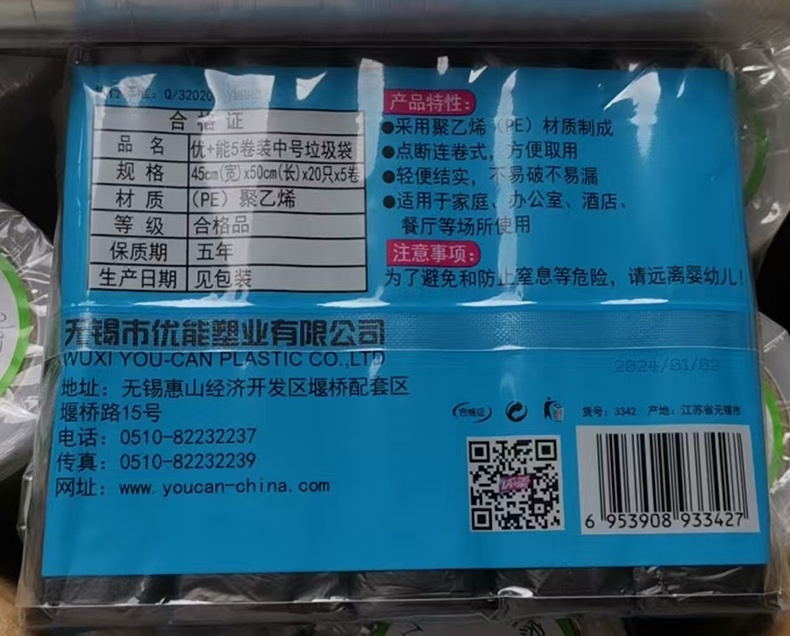 Q/32020
合格证
品名 优+能5卷装中号垃圾袋
规格 45cm(宽)x50cm(长)x20只x5卷
材质 (PE) 聚乙烯
等级 合格品
保质期 五年
生产日期 见包装
产品特性：
●采用聚乙烯（PE）材质制成
●点断连卷式，方便取用
●轻便结实，不易破不易漏
●适用于家庭、办公室、酒店、
餐厅等场所使用
注意事项：
为了避免和防止窒息等危险，请远离婴幼儿！
无锡市优能塑业有限公司
WUXI YOU-CAN PLASTIC CO.,LTD
2024/01/02
地址：无锡惠山经济开发区堰桥配套区
堰桥路15号
电话：0510-82232237
传真：0510-82232239
网址：www.youcan-china.com
合格证
货号：3342 产地：江苏省无锡市
6 953908 933427